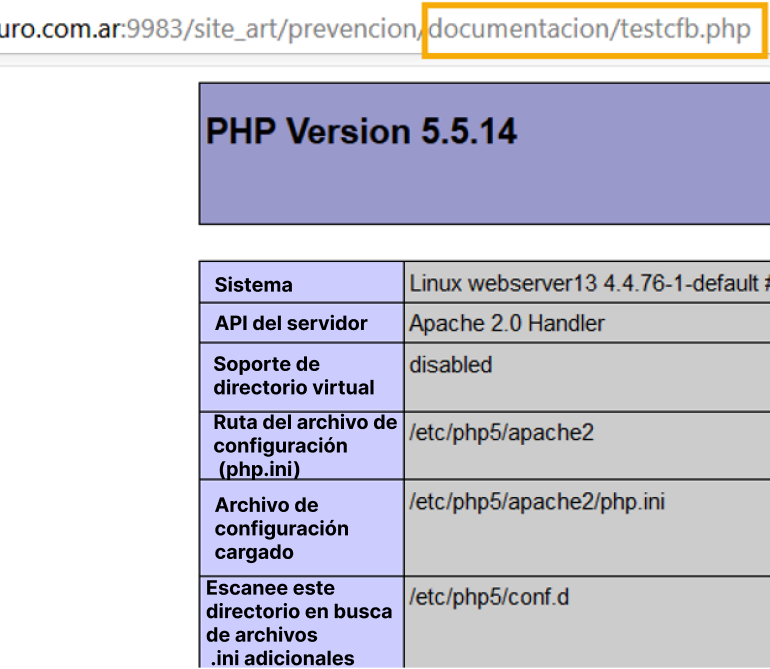 uro.com.ar:9983/site_art/prevencion/documentacion/testcfb.php
PHP Version 5.5.14
Sistema Linux webserver13 4.4.76-1-default #
API del servidor Apache 2.0 Handler
Soporte de disabled
directorio virtual
Ruta del archivo de
configuración /etc/php5/apache2
(php.ini)
Archivo de /etc/php5/apache2/php.ini
configuración
cargado
Escanee este /etc/php5/conf.d
directorio en busca
de archivos
.ini adicionales